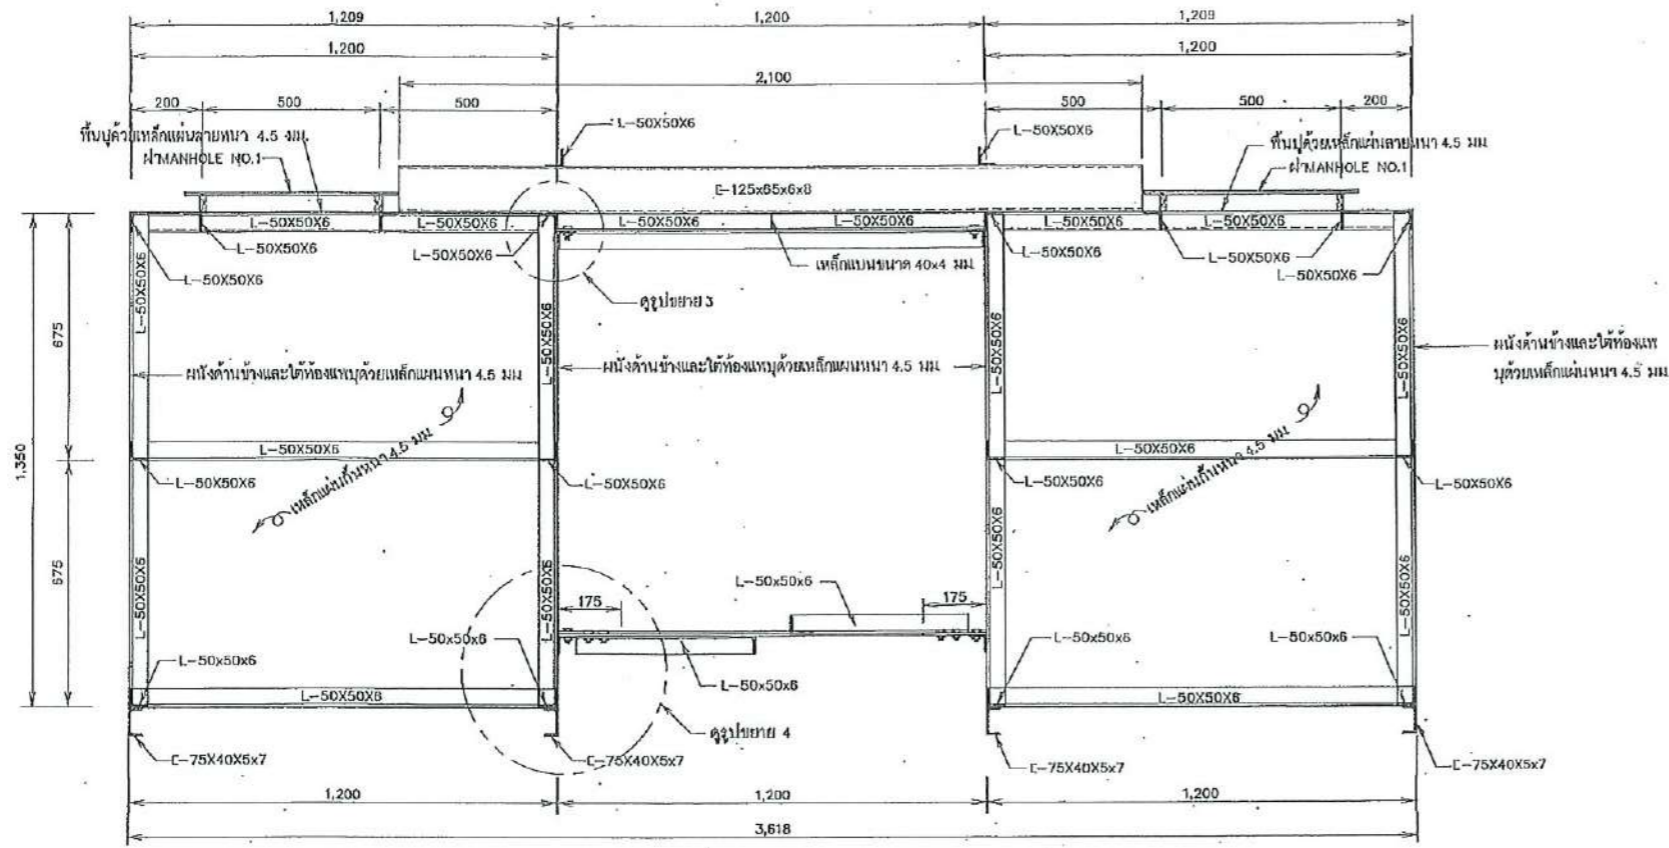 1,209
1,200
1,209
1,200
1,200
2,100
200
500
500
500
500
200
L-50X50X6
L-50X50X6
พื้นปูด้วยเหล็กแผ่นลายหนา 4.5 มม.
ฝาMANHOLE NO.1
พื้นปูด้วยเหล็กแผ่นลายหนา 4.5 มม
ฝาMANHOLE NO.1
[-125x65x6x8
L-50X50X6
L-50X50X6
L-50X50X6
L-50X50X6
L-50X50X6
L-50X50X6
L-50X50X6
L-50X50X6
L-50X50X6
L-50X50X6
L-50X50X6
L-50X50X6
L-50X50X6
เหล็กแบนขนาด 40x4 มม.
ดูรูปขยาย 3
L-50X50X6
L-50X50X6
L-50X50X6
L-50X50X6
1,350
675
675
ผนังด้านข้างและใต้ท้องแพบุด้วยเหล็กแผ่นหนา 4.5 มม
ผนังด้านข้างและใต้ท้องแพบุด้วยเหล็กแผ่นหนา 4.5 มม
ผนังด้านข้างและใต้ท้องแพ
บุด้วยเหล็กแผ่นหนา 4.5 มม
L-50X50X6
L-50X50X6
L-50X50X6
L-50X50X6
L-50X50X6
L-50X50X6
เหล็กแผ่นกั้นหนา 4.5 มม
เหล็กแผ่นกั้นหนา 4.5 มม
L-50X50X6
L-50X50X6
L-50X50X6
L-50X50X6
L-50x50x6
175
175
L-50x50x6
L-50x50x6
L-50x50x6
L-50x50x6
L-50x50x6
L-50x50x6
L-50X50X6
L-50X50X6
ดูรูปขยาย 4
[-75X40X5x7
[-75X40X5x7
[-75X40X5x7
[-75X40X5x7
1,200
1,200
1,200
3,618